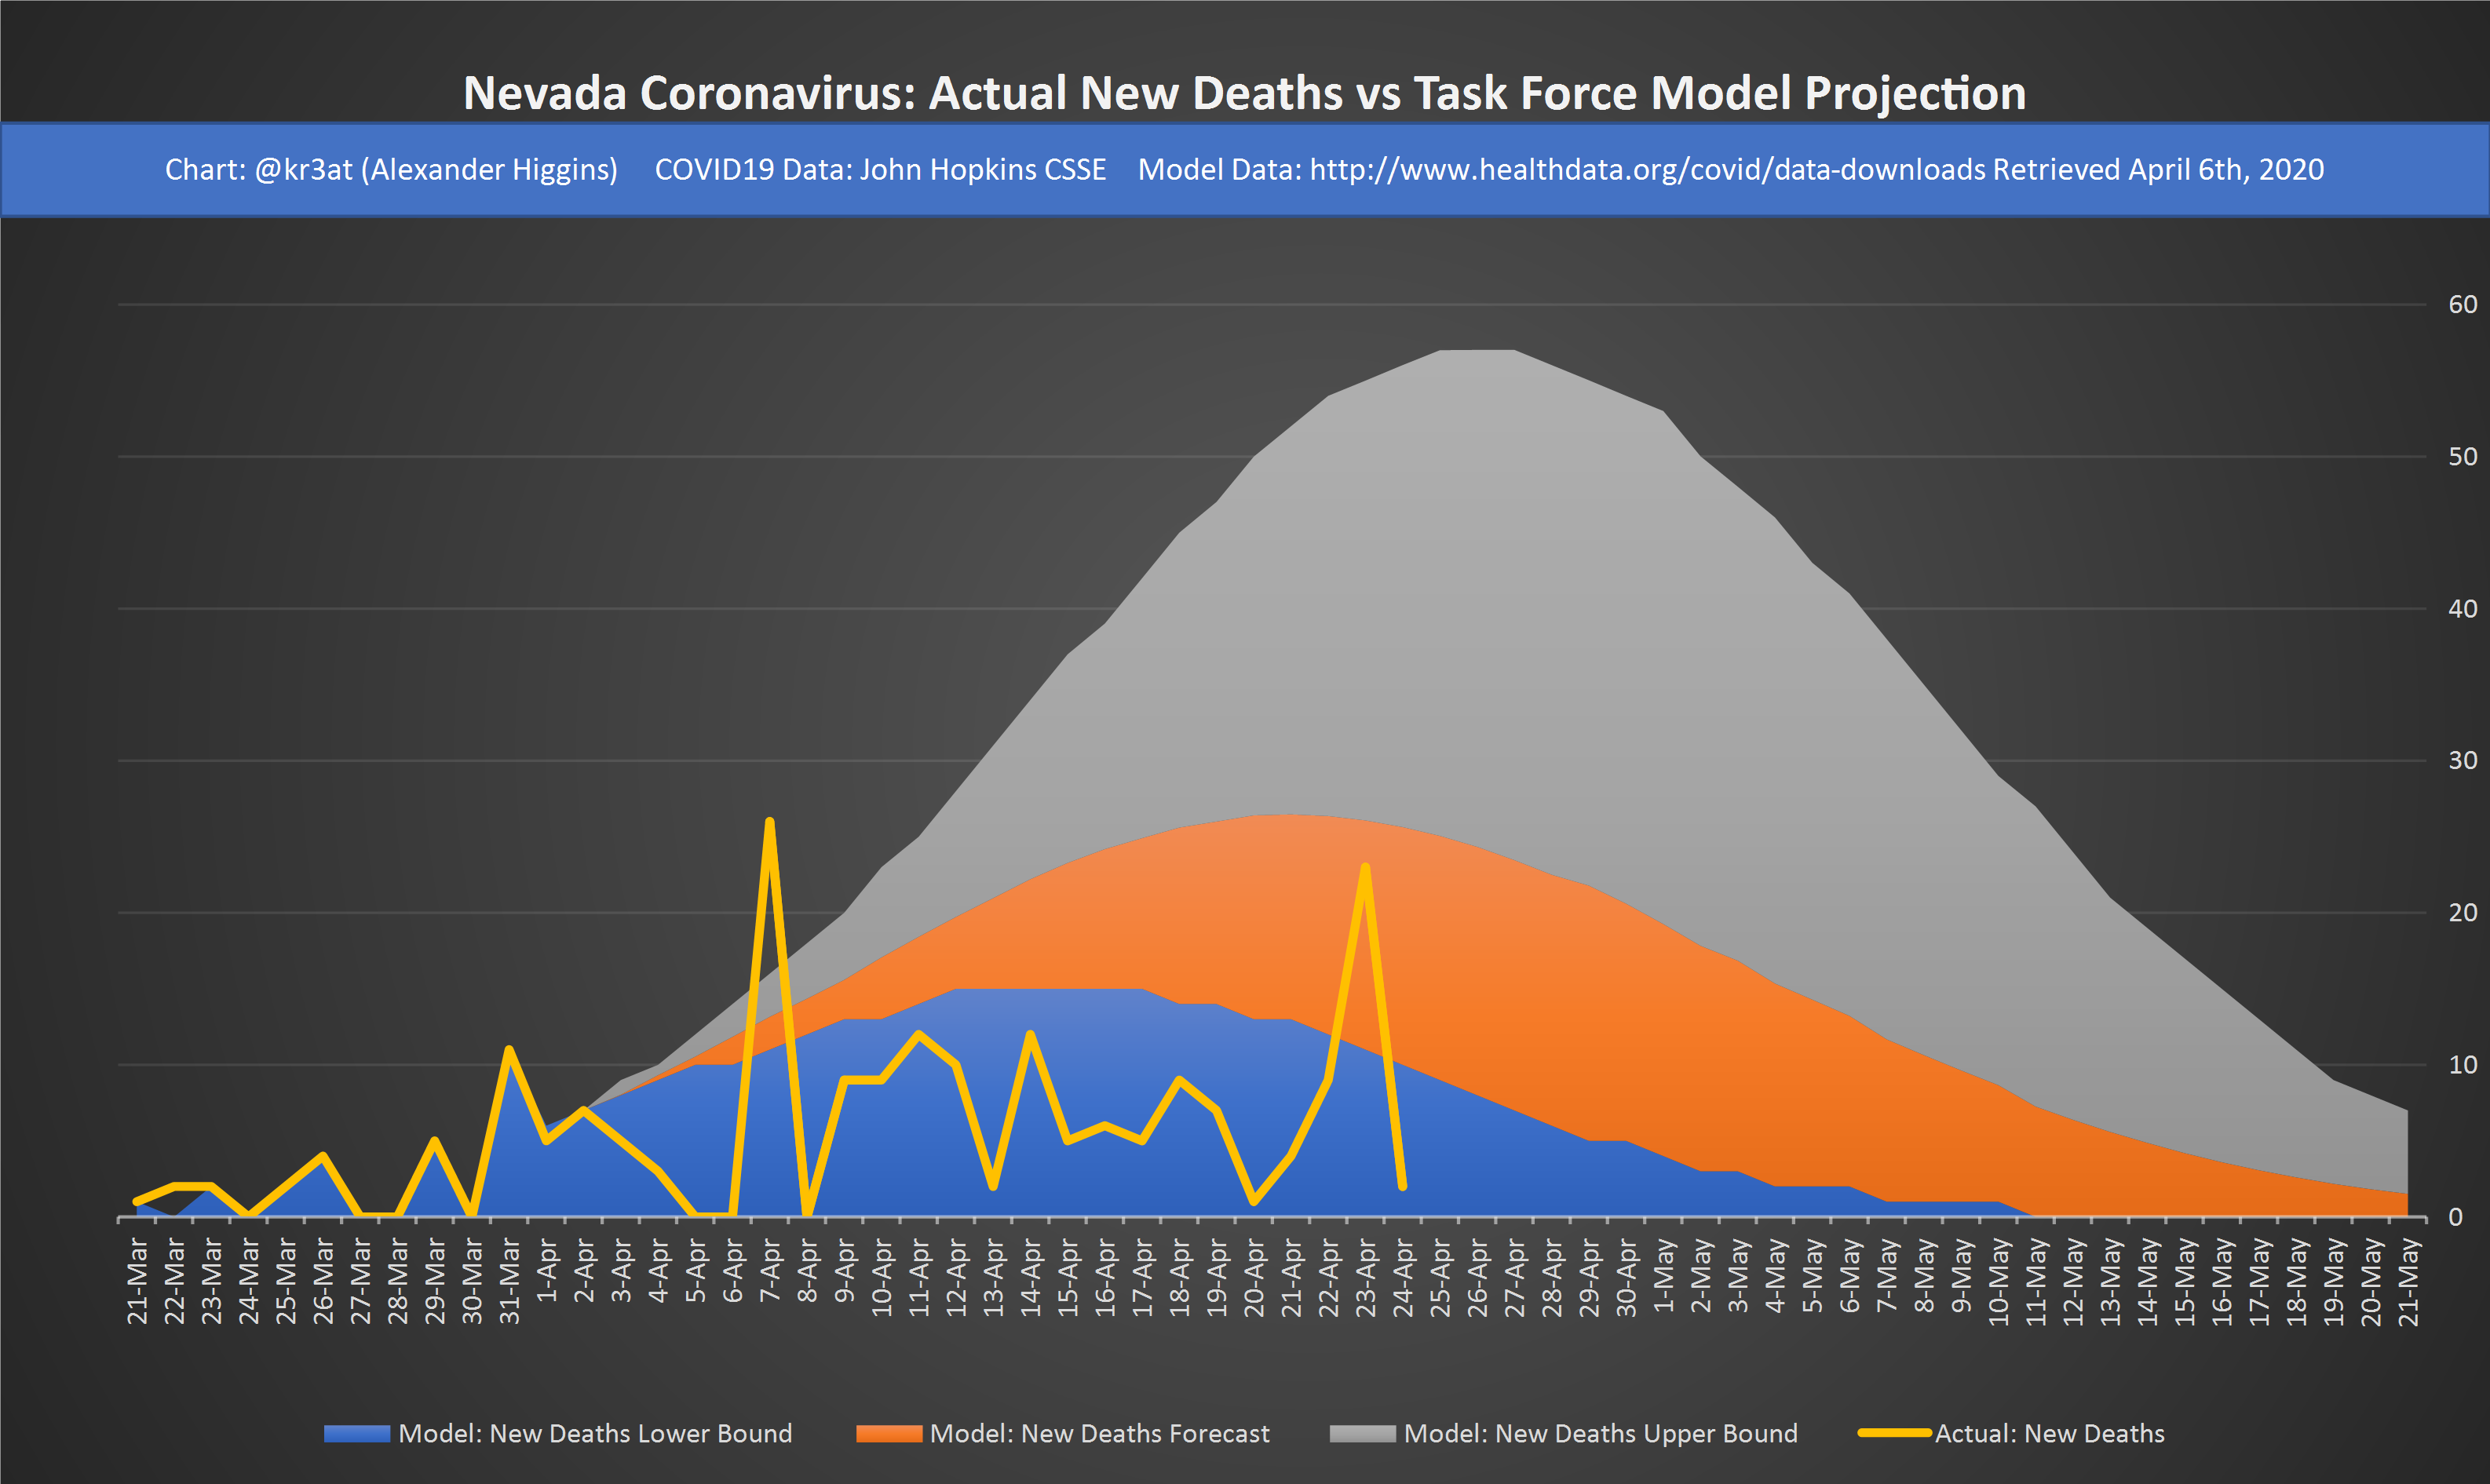 Nevada Coronavirus: Actual New Deaths vs Task Force Model Projection
Chart: @kr3at (Alexander Higgins) COVID19 Data: John Hopkins CSSE Model Data: http://www.healthdata.org/covid/data-downloads Retrieved April 6th, 2020
60
50
40
30
20
10
0
21-Mar
22-Mar
23-Mar
24-Mar
25-Mar
26-Mar
27-Mar
28-Mar
29-Mar
30-Mar
31-Mar
1-Apr
2-Apr
3-Apr
4-Apr
5-Apr
6-Apr
7-Apr
8-Apr
9-Apr
10-Apr
11-Apr
12-Apr
13-Apr
14-Apr
15-Apr
16-Apr
17-Apr
18-Apr
19-Apr
20-Apr
21-Apr
22-Apr
23-Apr
24-Apr
25-Apr
26-Apr
27-Apr
28-Apr
29-Apr
30-Apr
1-May
2-May
3-May
4-May
5-May
6-May
7-May
8-May
9-May
10-May
11-May
12-May
13-May
14-May
15-May
16-May
17-May
18-May
19-May
20-May
21-May
Model: New Deaths Lower Bound
Model: New Deaths Forecast
Model: New Deaths Upper Bound
Actual: New Deaths